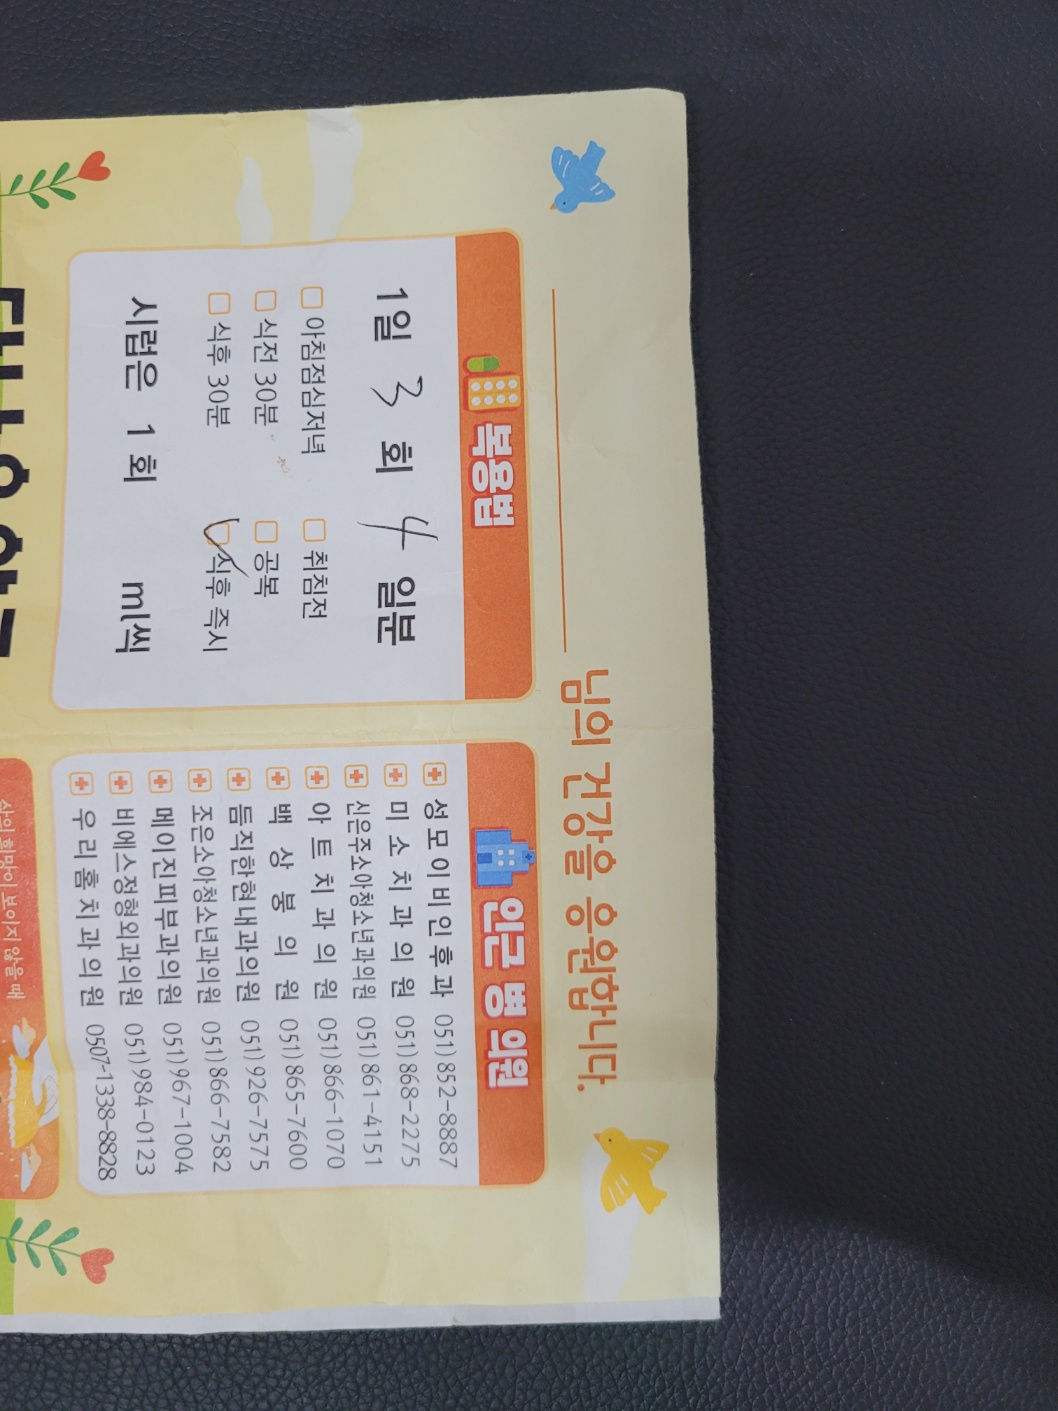 님의 건강을 응원합니다.
복용법
1일 3 회 4 일분
아침점심저녁 취침전
식전 30분 공복
식후 30분 식후 즉시
시럽은 1 회 ml씩
인근 병 의원
성모이비인후과 051)852-8887
미소치과의원 051)868-2275
신은주소아청소년과의원 051)861-4151
아트치과의원 051)866-1070
백상봉의원 051)865-7600
듬직한현내과의원 051)926-7575
조은소아청소년과의원 051)866-7582
메이진피부과의원 051)967-1004
비에스정형외과의원 051)984-0123
우리홈치과의원 0507-1338-8828
삶의 희망이 보이지 않을 때